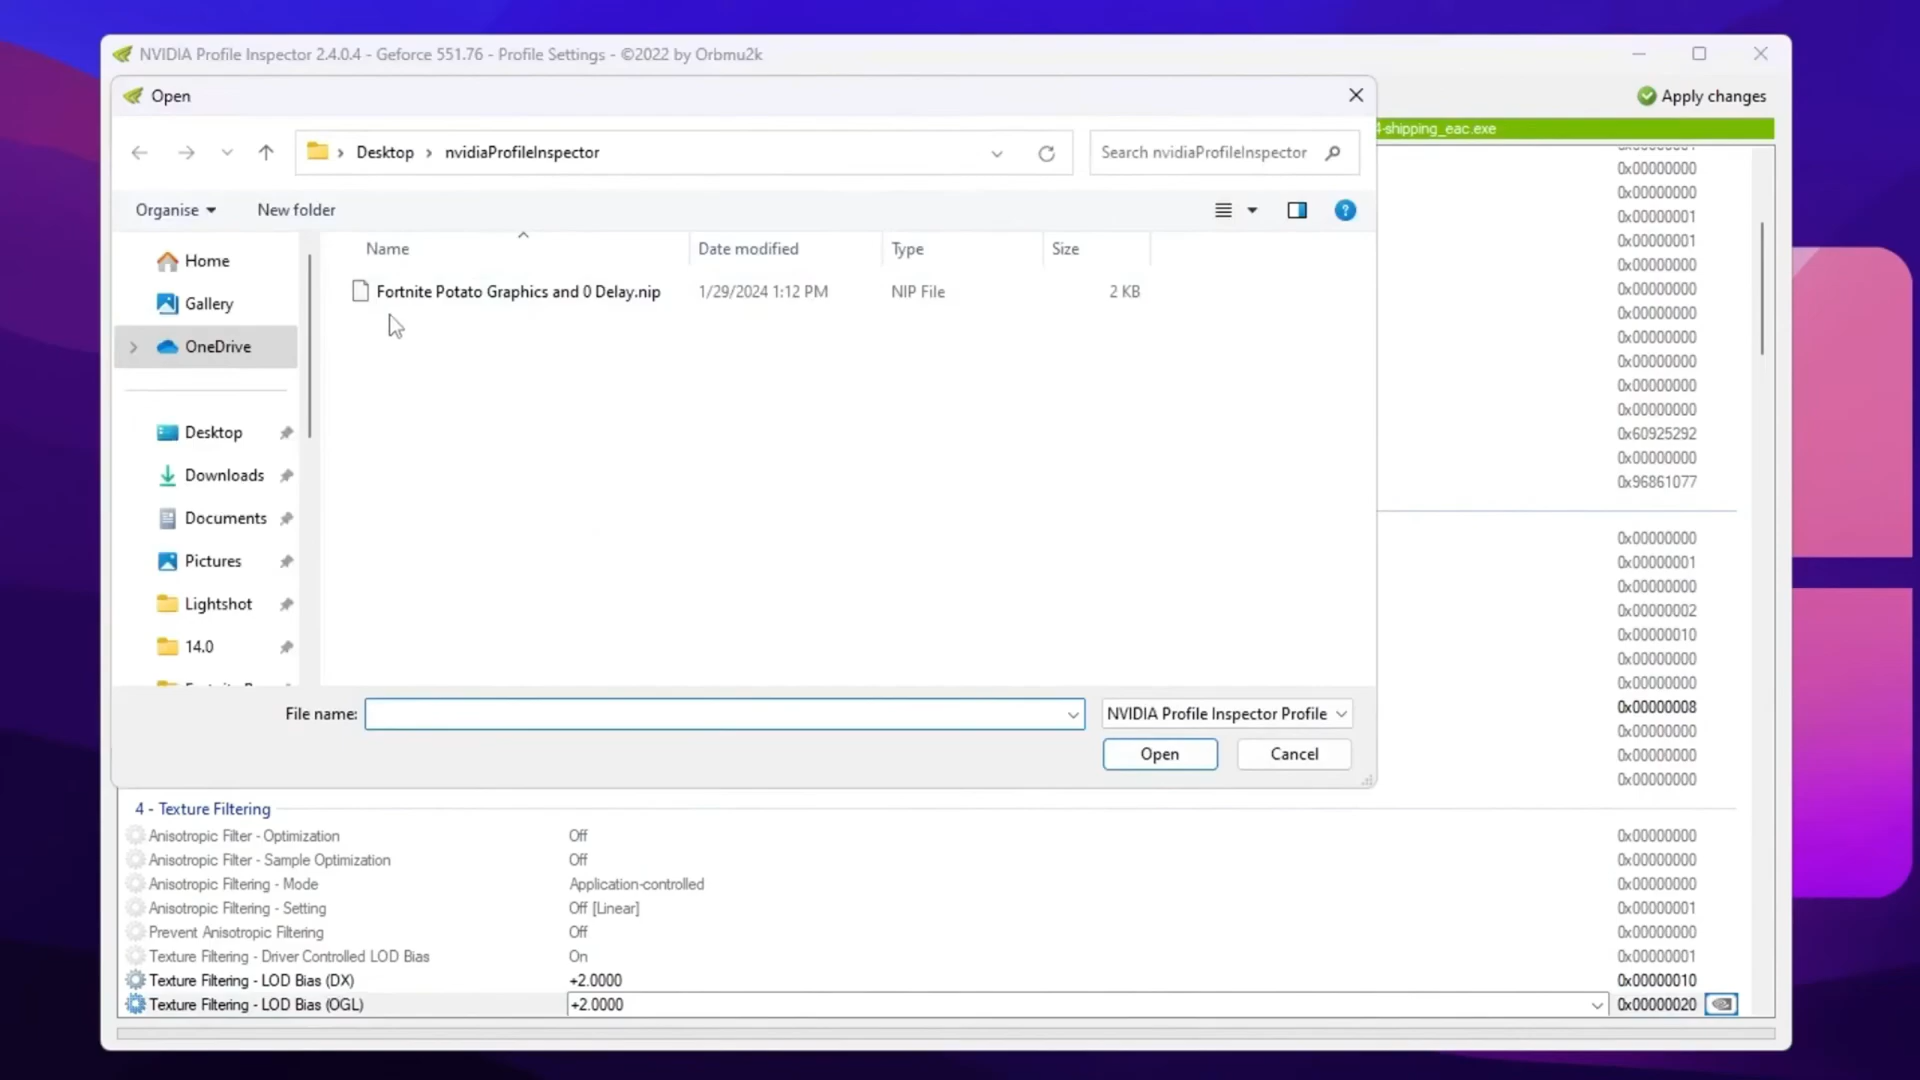 NVIDIA Profile Inspector 2.4.0.4 - Geforce 551.76 - Profile Settings - ©2022 by Orbmu2k
Open
Apply changes
4-shipping_eac.exe
Desktop
nvidiaProfileInspector
Search nvidiaProfileInspector
Organise
New folder
Name
Date modified
Type
Size
Fortnite Potato Graphics and 0 Delay.nip
1/29/2024 1:12 PM
NIP File
2 KB
Home
Gallery
OneDrive
Desktop
Downloads
Documents
Pictures
Lightshot
14.0
File name:
NVIDIA Profile Inspector Profile
Open
Cancel
0x00000000
0x00000000
0x00000001
0x00000001
0x00000000
0x00000000
0x00000000
0x00000000
0x00000000
0x00000000
0x00000000
0x60925292
0x00000000
0x96861077
0x00000000
0x00000001
0x00000000
0x00000002
0x00000010
0x00000000
0x00000000
0x00000008
0x00000000
0x00000000
0x00000000
4 - Texture Filtering
Anisotropic Filter - Optimization Off 0x00000000
Anisotropic Filter - Sample Optimization Off 0x00000000
Anisotropic Filtering - Mode Application-controlled 0x00000000
Anisotropic Filtering - Setting Off [Linear] 0x00000001
Prevent Anisotropic Filtering Off 0x00000000
Texture Filtering - Driver Controlled LOD Bias On 0x00000001
Texture Filtering - LOD Bias (DX) +2.0000 0x00000010
Texture Filtering - LOD Bias (OGL) +2.0000 0x00000020